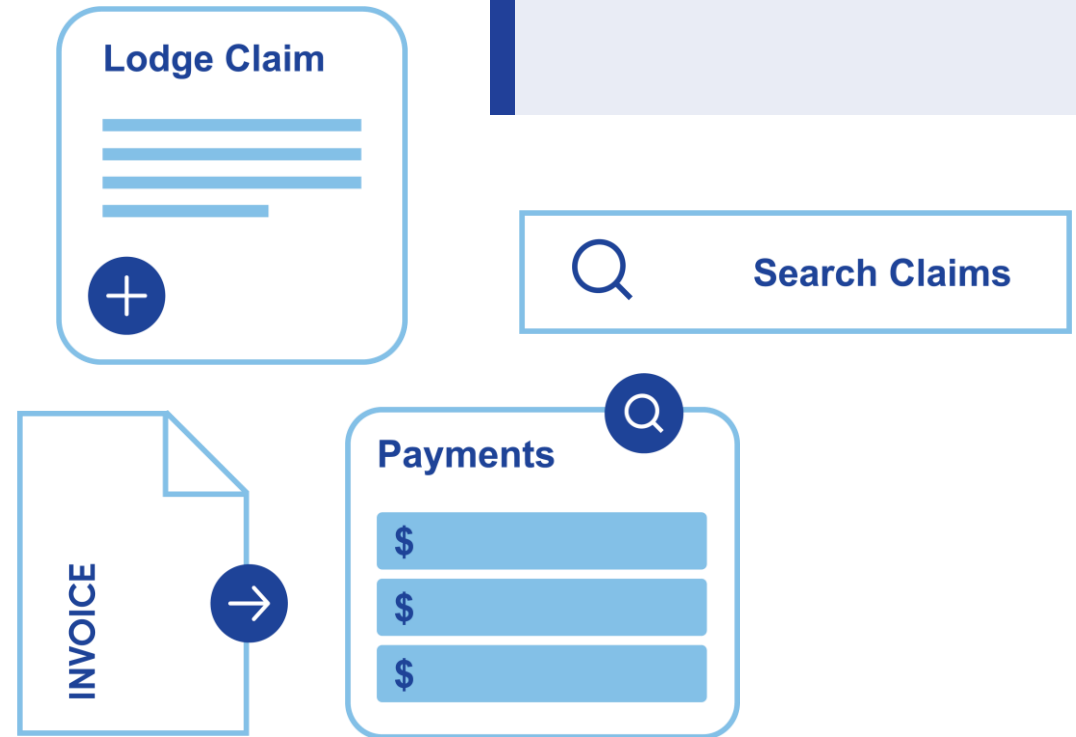 Lodge Claim
Search Claims
INVOICE
Payments
$
$
$